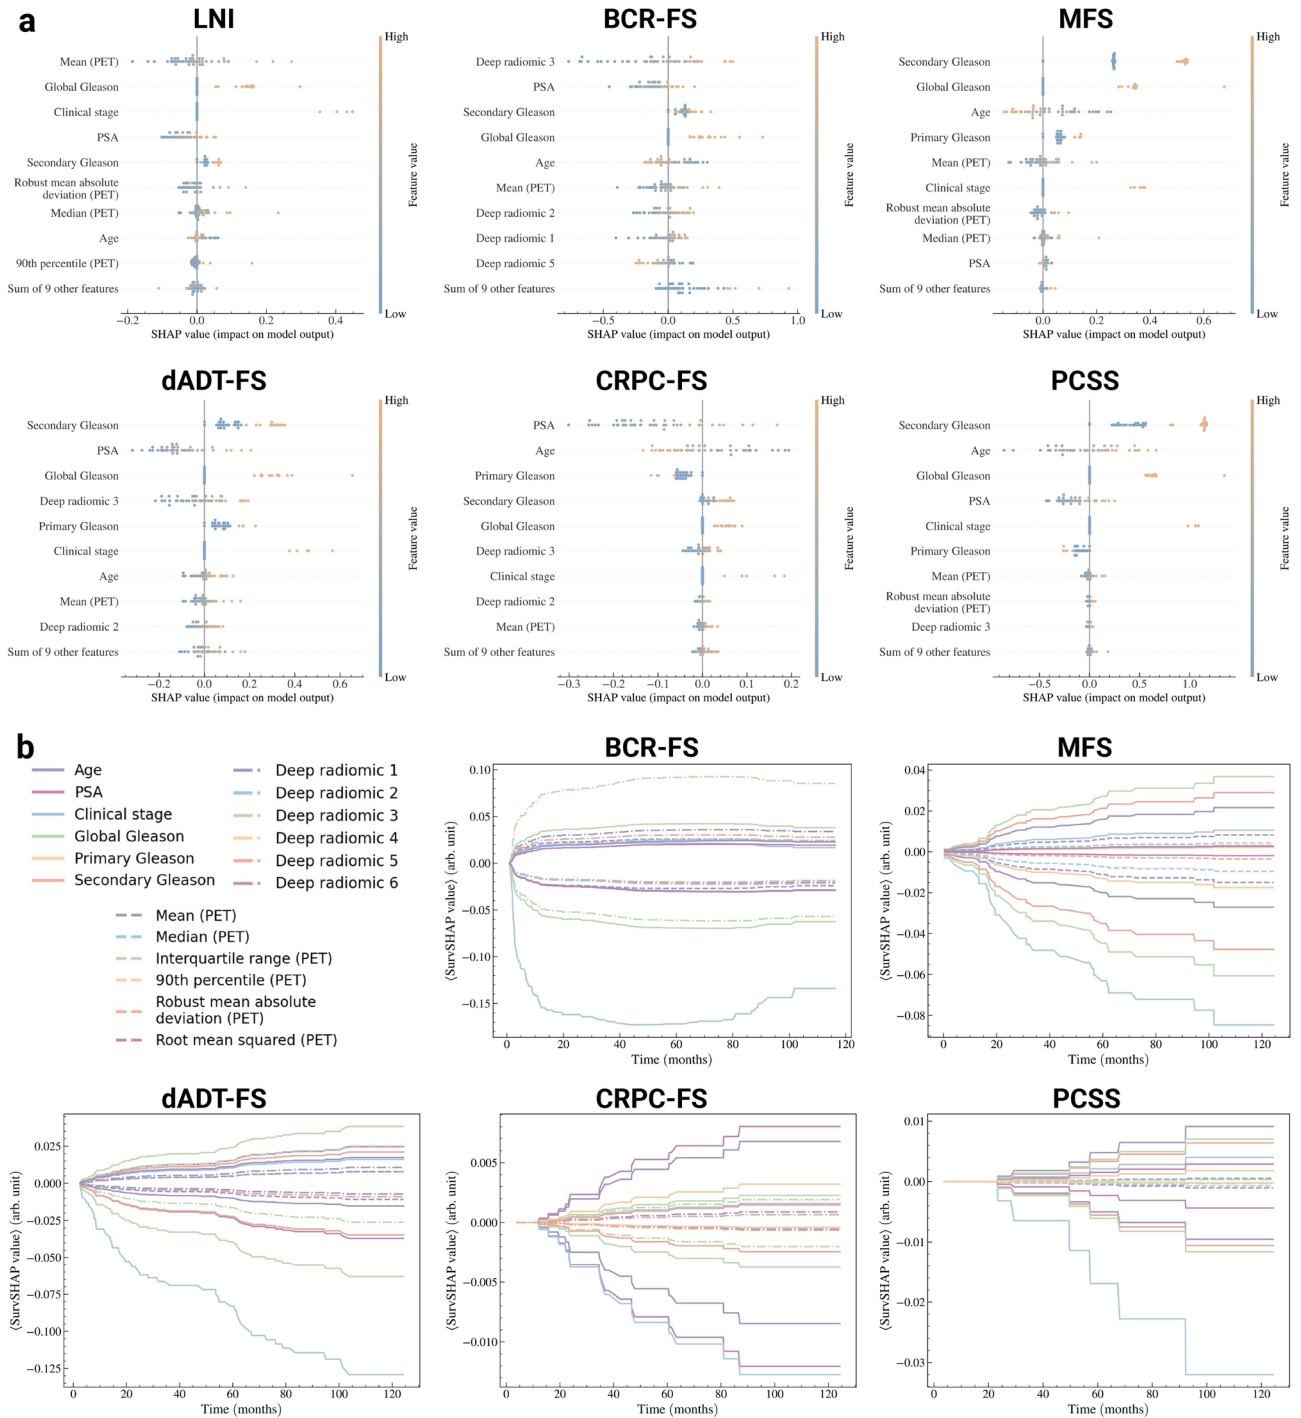 a
LNI
Mean (PET)
Global Gleason
Clinical stage
PSA
Secondary Gleason
Robust mean absolute
deviation (PET)
Median (PET)
Age
90th percentile (PET)
Sum of 9 other features
−0.2 0.0 0.2 0.4
SHAP value (impact on model output)
High
Feature value
Low
BCR-FS
Deep radiomic 3
PSA
Secondary Gleason
Global Gleason
Age
Mean (PET)
Deep radiomic 2
Deep radiomic 1
Deep radiomic 5
Sum of 9 other features
−0.5 0.0 0.5 1.0
SHAP value (impact on model output)
High
Feature value
Low
MFS
Secondary Gleason
Global Gleason
Age
Primary Gleason
Mean (PET)
Clinical stage
Robust mean absolute
deviation (PET)
Median (PET)
PSA
Sum of 9 other features
0.0 0.2 0.4 0.6
SHAP value (impact on model output)
High
Feature value
Low
dADT-FS
Secondary Gleason
PSA
Global Gleason
Deep radiomic 3
Primary Gleason
Clinical stage
Age
Mean (PET)
Deep radiomic 2
Sum of 9 other features
−0.2 0.0 0.2 0.4 0.6
SHAP value (impact on model output)
High
Feature value
Low
CRPC-FS
PSA
Age
Primary Gleason
Secondary Gleason
Global Gleason
Deep radiomic 3
Clinical stage
Deep radiomic 2
Mean (PET)
Sum of 9 other features
−0.3 −0.2 −0.1 0.0 0.1 0.2
SHAP value (impact on model output)
High
Feature value
Low
PCSS
Secondary Gleason
Age
Global Gleason
PSA
Clinical stage
Primary Gleason
Mean (PET)
Robust mean absolute
deviation (PET)
Deep radiomic 3
Sum of 9 other features
−0.5 0.0 0.5 1.0
SHAP value (impact on model output)
High
Feature value
Low
b
Age
PSA
Clinical stage
Global Gleason
Primary Gleason
Secondary Gleason
Deep radiomic 1
Deep radiomic 2
Deep radiomic 3
Deep radiomic 4
Deep radiomic 5
Deep radiomic 6
Mean (PET)
Median (PET)
Interquartile range (PET)
90th percentile (PET)
Robust mean absolute
deviation (PET)
Root mean squared (PET)
BCR-FS
⟨SurvSHAP value⟩ (arb. unit)
0.10
0.05
0.00
−0.05
−0.10
−0.15
0 20 40 60 80 100 120
Time (months)
MFS
⟨SurvSHAP value⟩ (arb. unit)
0.04
0.02
0.00
−0.02
−0.04
−0.06
−0.08
0 20 40 60 80 100 120
Time (months)
dADT-FS
⟨SurvSHAP value⟩ (arb. unit)
0.025
0.000
−0.025
−0.050
−0.075
−0.100
−0.125
0 20 40 60 80 100 120
Time (months)
CRPC-FS
⟨SurvSHAP value⟩ (arb. unit)
0.005
0.000
−0.005
−0.010
0 20 40 60 80 100 120
Time (months)
PCSS
⟨SurvSHAP value⟩ (arb. unit)
0.01
0.00
−0.01
−0.02
−0.03
0 20 40 60 80 100 120
Time (months)